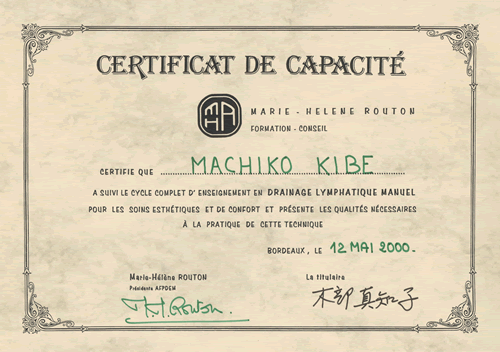 CERTIFICAT DE CAPACITÉ
MARIE - HELENE ROUTON
FORMATION - CONSEIL
CERTIFIE QUE MACHIKO KIBE
A SUIVI LE CYCLE COMPLET D' ENSEIGNEMENT EN DRAINAGE LYMPHATIQUE MANUEL
POUR LES SOINS ESTHÉTIQUES ET DE CONFORT ET PRÉSENTE LES QUALITÉS NÉCESSAIRES
À LA PRATIQUE DE CETTE TECHNIQUE
BORDEAUX, LE 12 MAI 2000.
Marie-Hélène ROUTON
La titulaire
Présidente AFPDEM
M.H. Routon.
木部 真知子